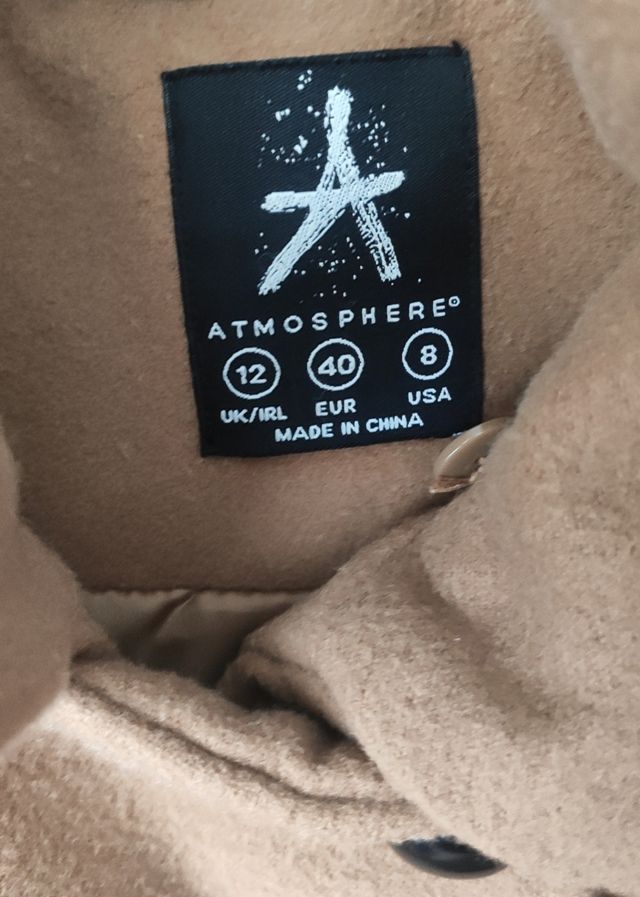 ATMOSPHERE©
12 40 8
UK/IRL EUR USA
MADE IN CHINA